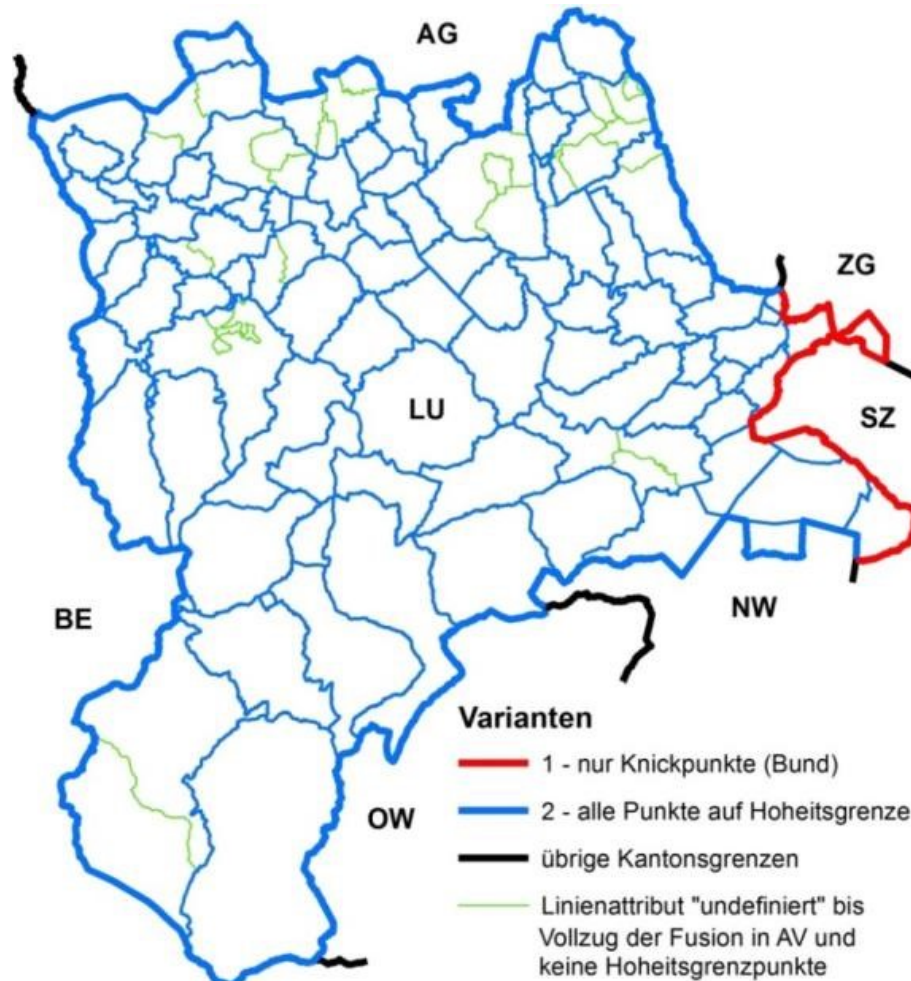 AG
ZG
LU
SZ
BE
NW
OW
Varianten
1 - nur Knickpunkte (Bund)
2 - alle Punkte auf Hoheitsgrenze
übrige Kantonsgrenzen
Linienattribut "undefiniert" bis
Vollzug der Fusion in AV und
keine Hoheitsgrenzpunkte